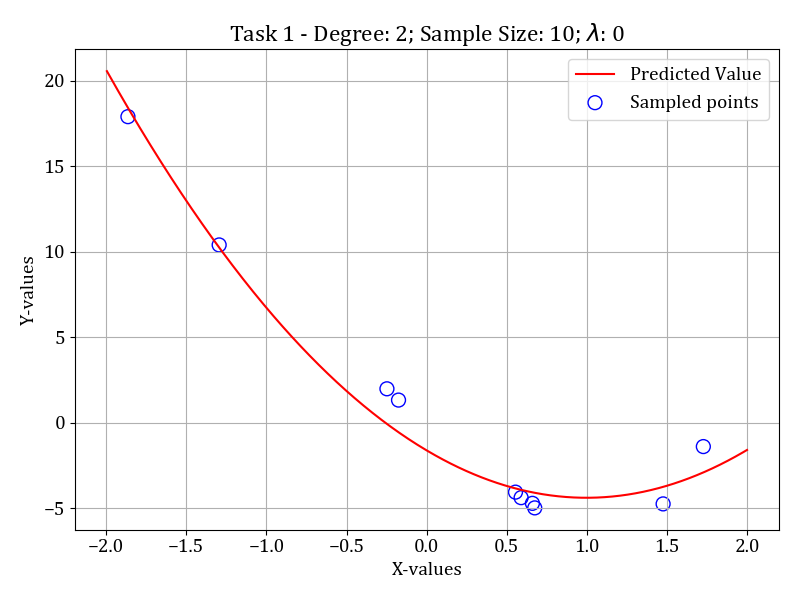 Task 1 - Degree: 2; Sample Size: 10; λ: 0
Predicted Value
Sampled points
20
15
10
5
0
−5
Y-values
−2.0 −1.5 −1.0 −0.5 0.0 0.5 1.0 1.5 2.0
X-values